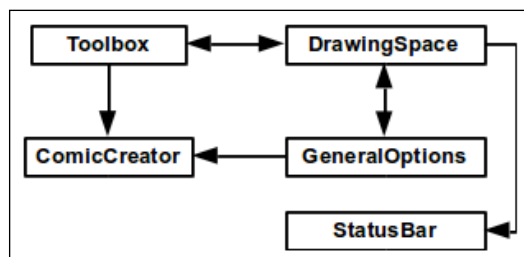 Toolbox
DrawingSpace
ComicCreator
GeneralOptions
StatusBar